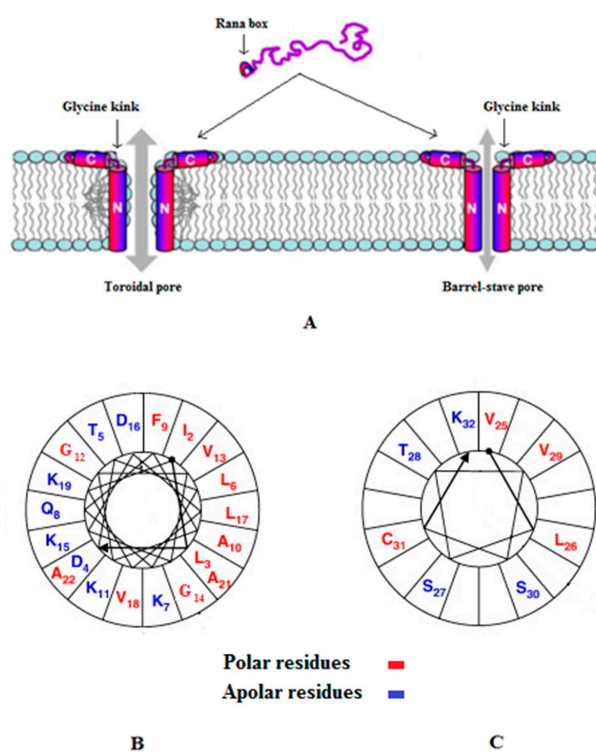 Rana box
Glycine kink
Glycine kink
C
C
C
C
N
N
N
N
Toroidal pore
Barrel-stave pore
A
D16
F9
T5
I2
G12
V13
K19
L6
Q8
L17
K15
A10
D4
L3
A22
A21
K11
V18
K7
G14
K32
V25
T28
V29
C31
L26
S27
S30
Polar residues
Apolar residues
B
C